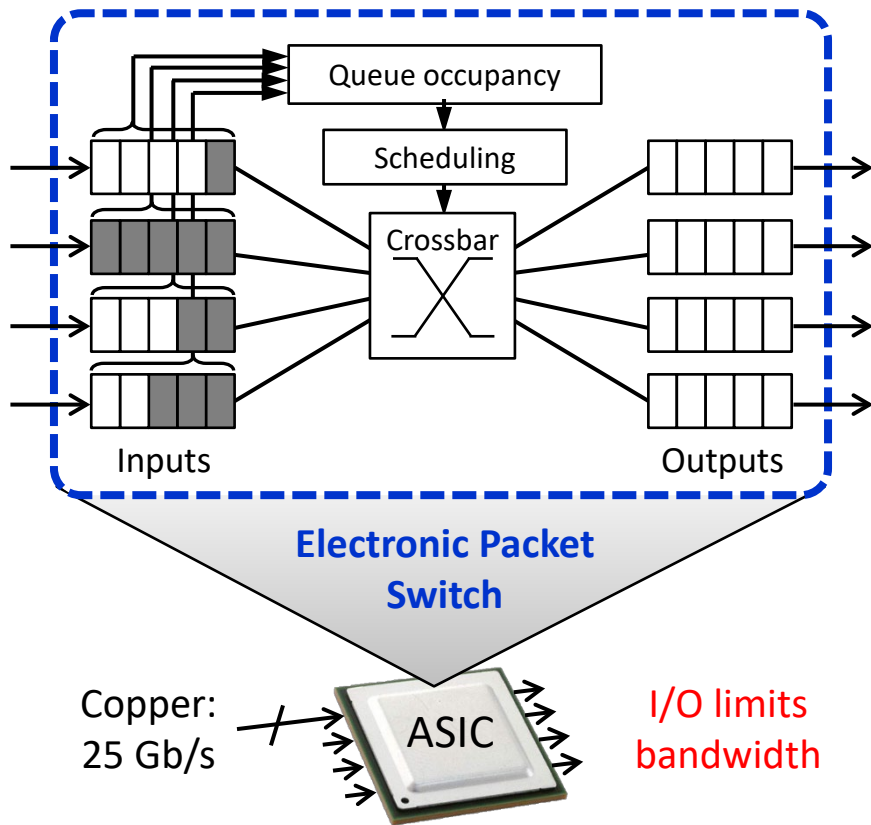 Queue occupancy
Scheduling
Crossbar
Inputs
Outputs
Electronic Packet
Switch
Copper:
25 Gb/s
ASIC
I/O limits
bandwidth